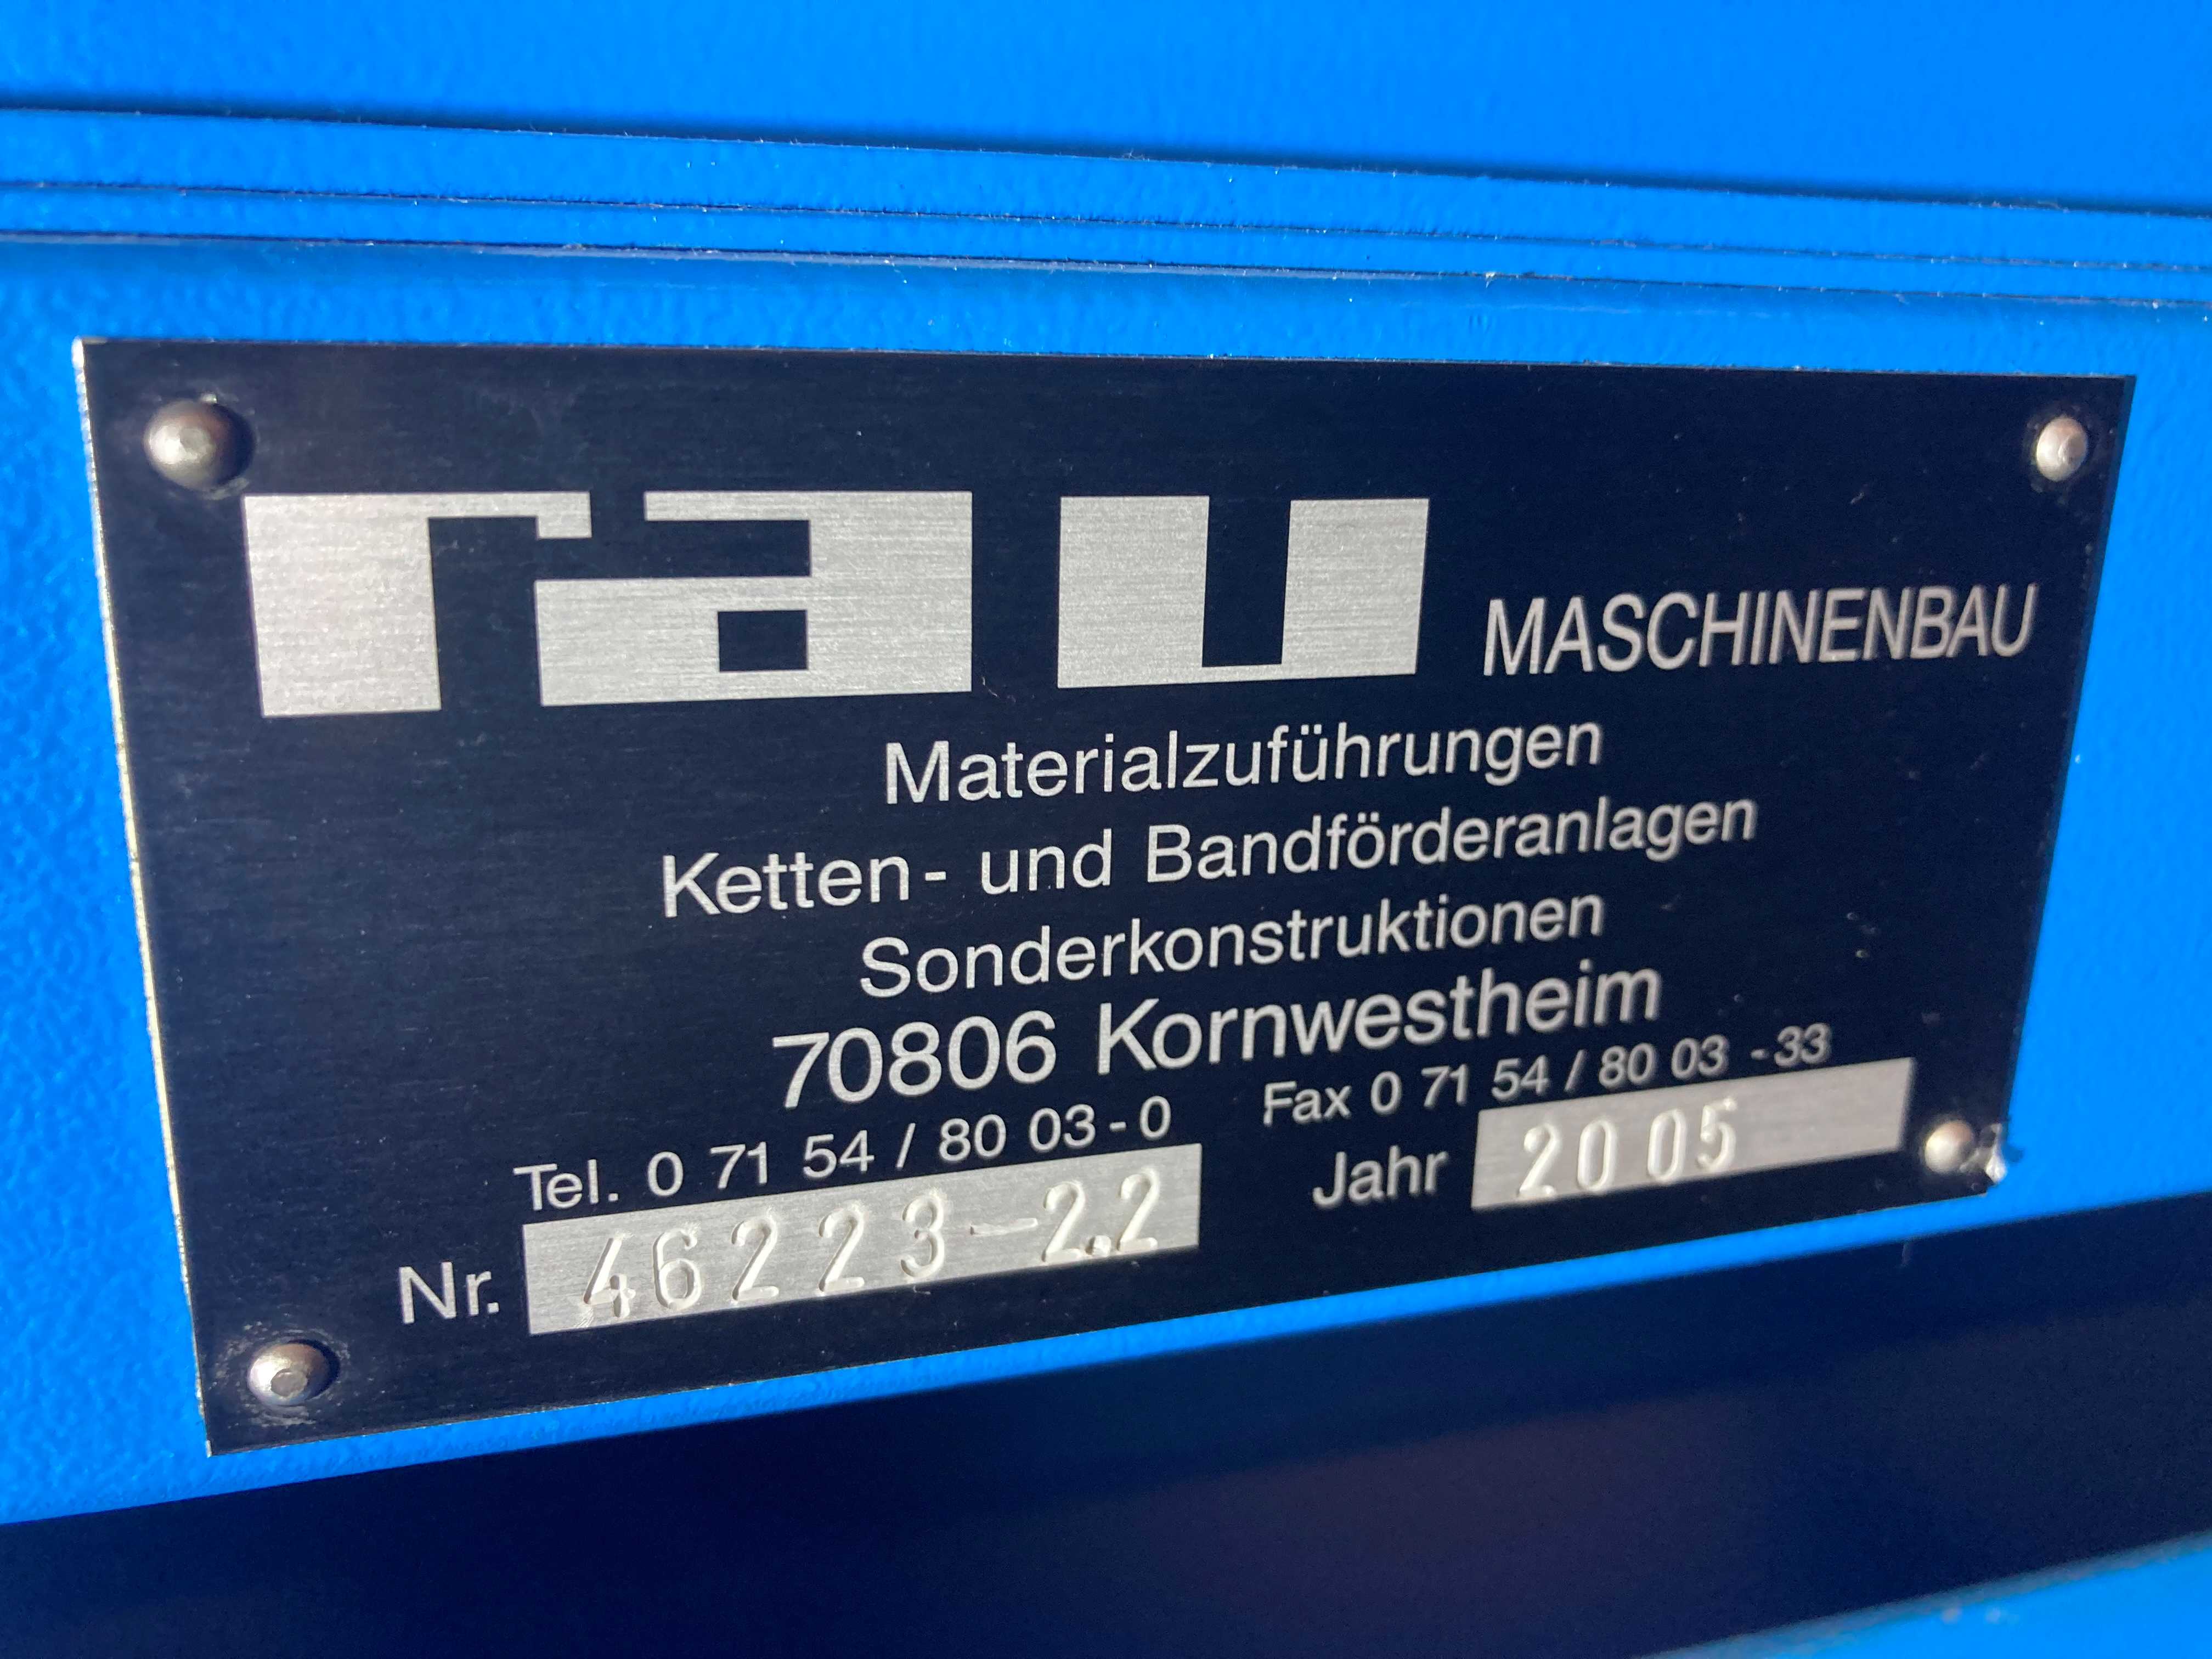 rau MASCHINENBAU
Materialzuführungen
Ketten- und Bandförderanlagen
Sonderkonstruktionen
70806 Kornwestheim
Tel. 0 71 54 / 80 03-0 Fax 0 71 54 / 80 03 -33
Nr. 46223-2.2 Jahr 2005